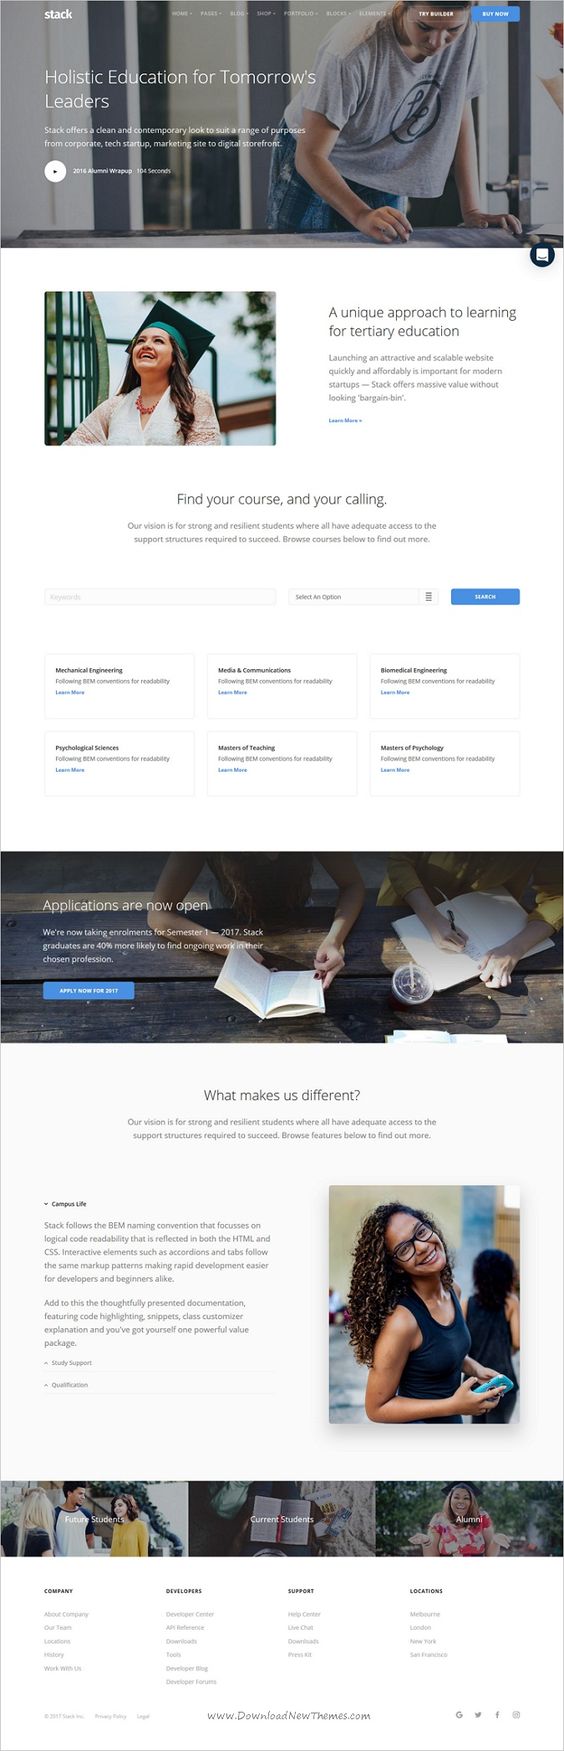 stack
HOME PAGES BLOG SHOP PORTFOLIO BLOCKS ELEMENTS TRY BUILDER BUY NOW
Holistic Education for Tomorrow's
Leaders
Stack offers a clean and contemporary look to suit a range of purposes
from corporate, tech startup, marketing site to digital storefront.
2016 Alumni Wrapup 104 Seconds
A unique approach to learning
for tertiary education
Launching an attractive and scalable website
quickly and affordably is important for modern
startups — Stack offers massive value without
looking 'bargain-bin'.
Learn More »
Find your course, and your calling.
Our vision is for strong and resilient students where all have adequate access to the
support structures required to succeed. Browse courses below to find out more.
Keywords Select An Option SEARCH
Mechanical Engineering
Following BEM conventions for readability
Learn More
Media & Communications
Following BEM conventions for readability
Learn More
Biomedical Engineering
Following BEM conventions for readability
Learn More
Psychological Sciences
Following BEM conventions for readability
Learn More
Masters of Teaching
Following BEM conventions for readability
Learn More
Masters of Psychology
Following BEM conventions for readability
Learn More
Applications are now open
We're now taking enrolments for Semester 1 — 2017. Stack
graduates are 40% more likely to find ongoing work in their
chosen profession.
APPLY NOW FOR 2017
What makes us different?
Our vision is for strong and resilient students where all have adequate access to the
support structures required to succeed. Browse features below to find out more.
Campus Life
Stack follows the BEM naming convention that focusses on
logical code readability that is reflected in both the HTML and
CSS. Interactive elements such as accordions and tabs follow
the same markup patterns making rapid development easier
for developers and beginners alike.
Add to this the thoughtfully presented documentation,
featuring code highlighting, snippets, class customizer
explanation and you've got yourself one powerful value
package.
Study Support
Qualification
Future Students Current Students Alumni
COMPANY
About Company
Our Team
Locations
History
Work With Us
DEVELOPERS
Developer Center
API Reference
Downloads
Tools
Developer Blog
Developer Forums
SUPPORT
Help Center
Live Chat
Downloads
Press Kit
LOCATIONS
Melbourne
London
New York
San Francisco
© 2017 Stack Inc. Privacy Policy Legal
www.DownloadNewThemes.com